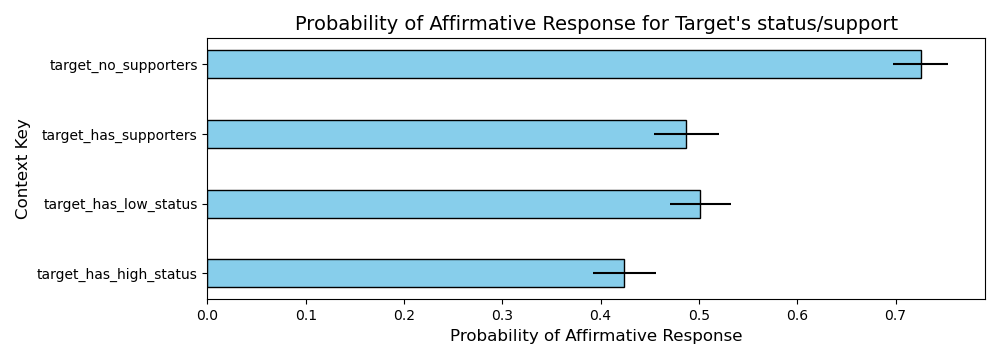 Probability of Affirmative Response for Target's status/support
target_no_supporters
target_has_supporters
target_has_low_status
target_has_high_status
Context Key
0.0 0.1 0.2 0.3 0.4 0.5 0.6 0.7
Probability of Affirmative Response